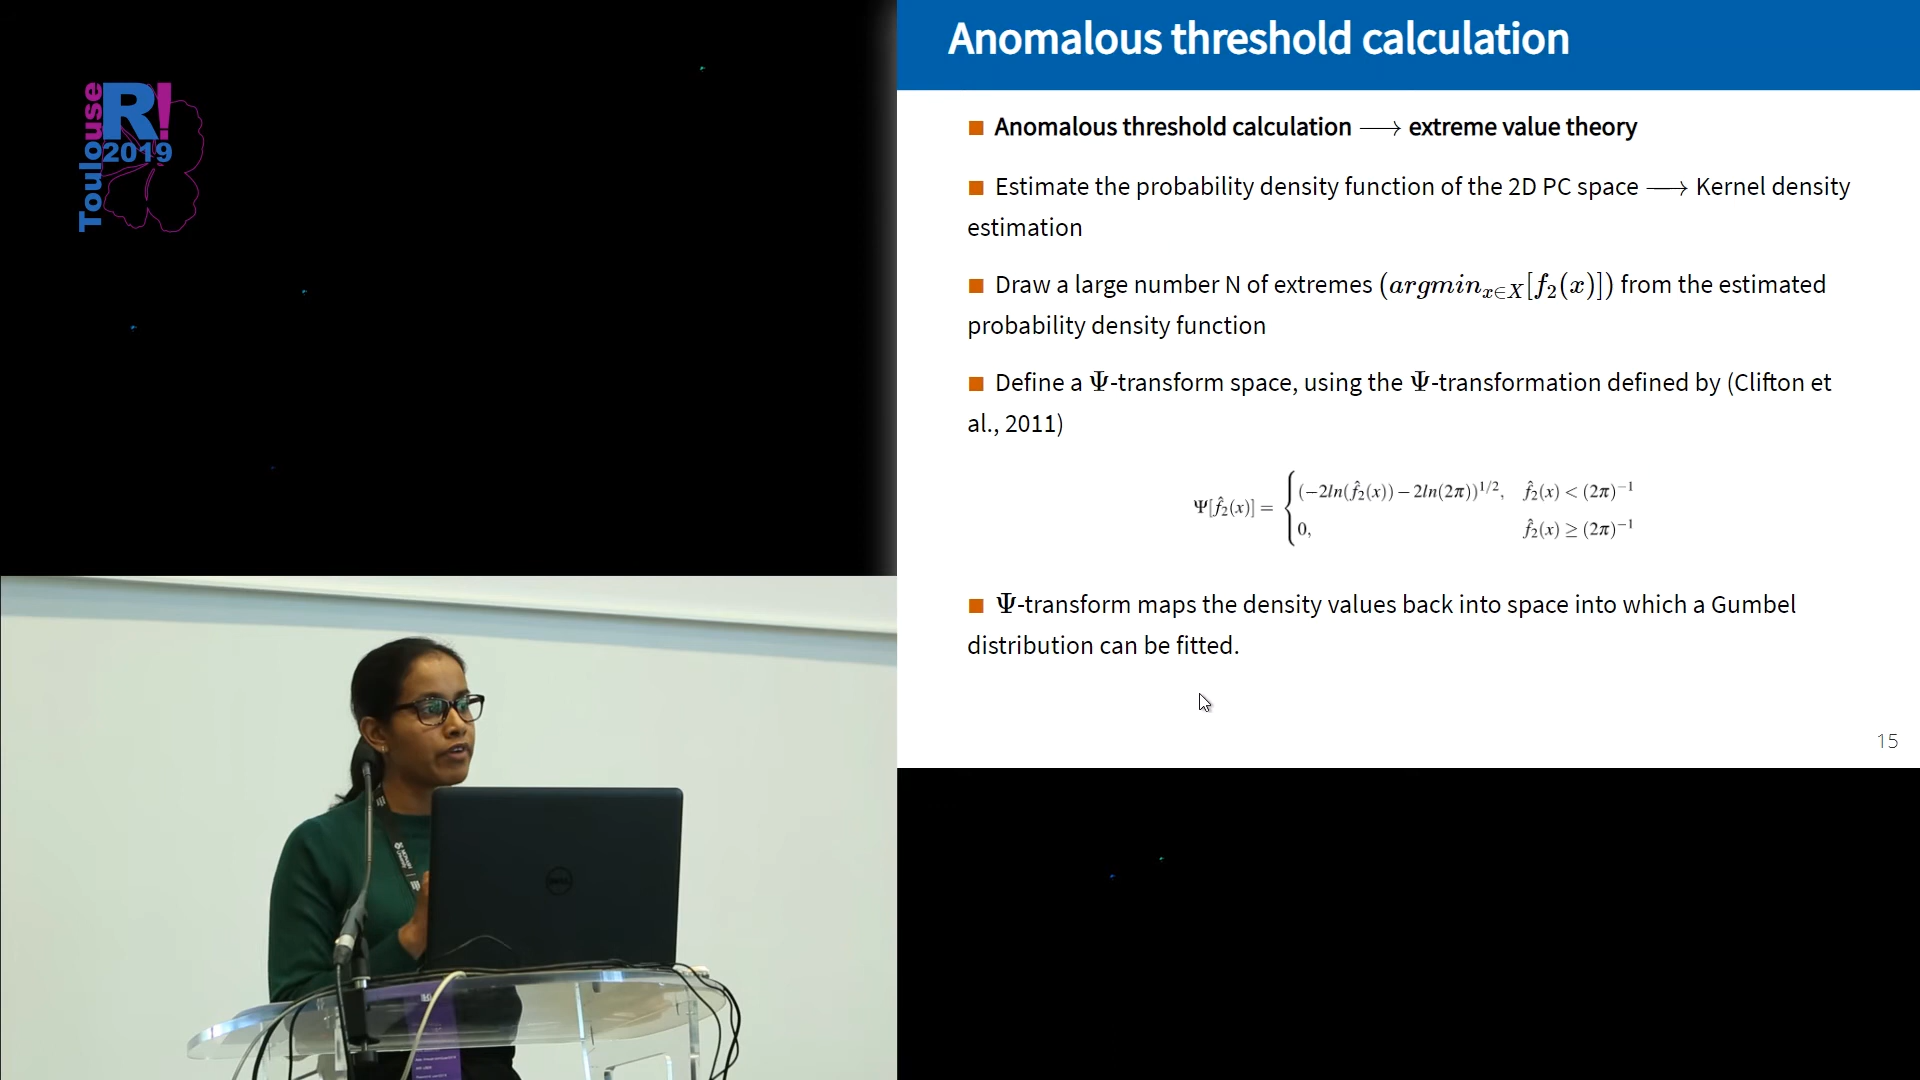 Toulouse
R!
2019
Anomalous threshold calculation
■ Anomalous threshold calculation ⟶ extreme value theory
■ Estimate the probability density function of the 2D PC space ⟶ Kernel density
estimation
■ Draw a large number N of extremes (argmin_{x∈X}[f_2(x)]) from the estimated
probability density function
■ Define a Ψ-transform space, using the Ψ-transformation defined by (Clifton et
al., 2011)
Ψ[f̂_2(x)] = { (−2ln(f̂_2(x)) − 2ln(2π))^{1/2}, f̂_2(x) < (2π)^{−1}
0, f̂_2(x) ≥ (2π)^{−1}
■ Ψ-transform maps the density values back into space into which a Gumbel
distribution can be fitted.
15
DELL